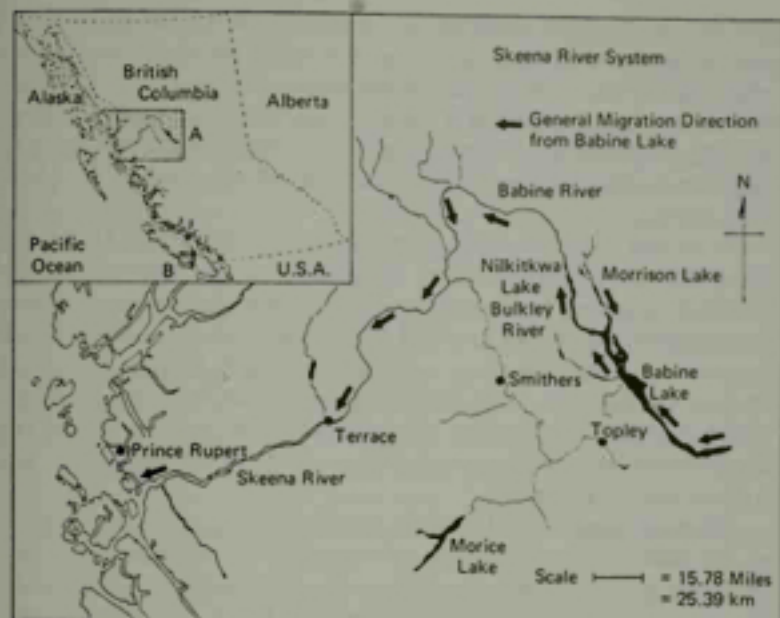 Skeena River System
General Migration Direction
from Babine Lake
British
Columbia
Alaska
Alberta
A
Pacific
Ocean
B
U.S.A.
N
Babine River
Nilkitkwa
Lake
Morrison Lake
Bulkley
River
Babine
Lake
Smithers
Topley
Terrace
Prince Rupert
Skeena River
Morice
Lake
Scale = 15.78 Miles
= 25.39 km